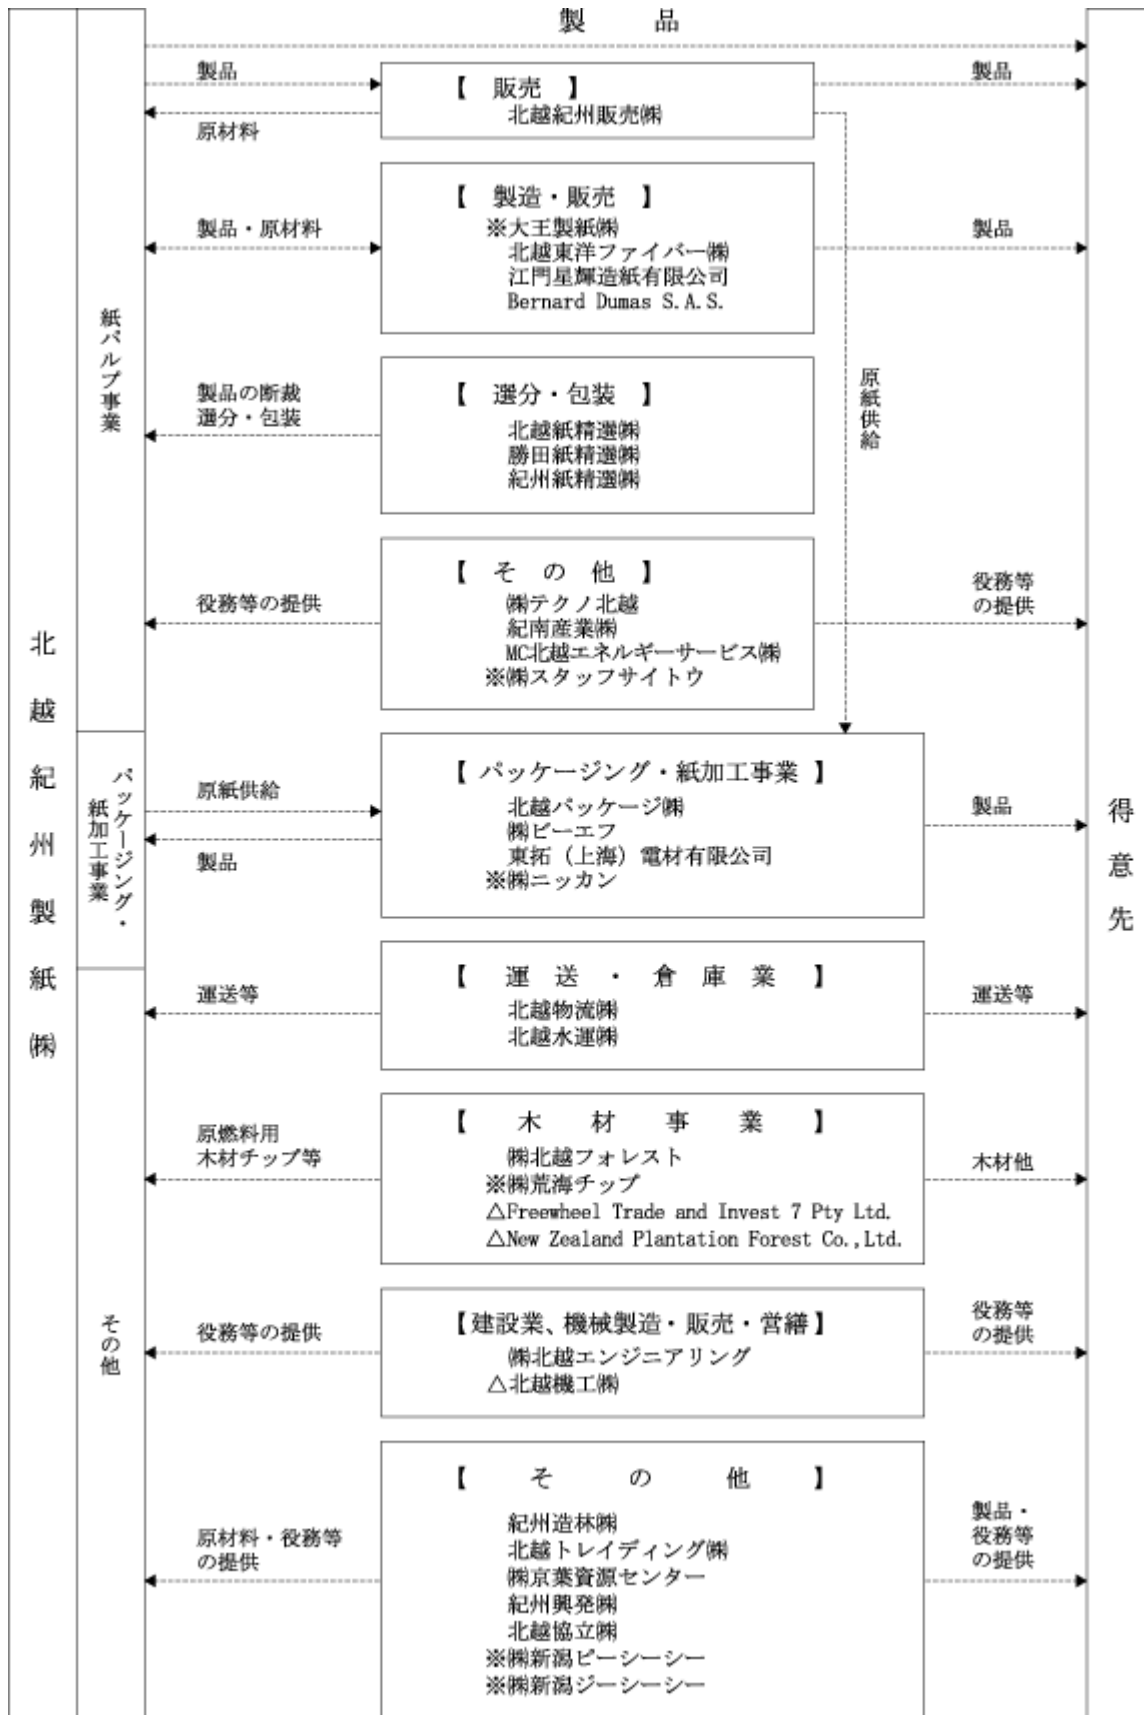 製品
製品
【 販売 】
北越紀州販売㈱
製品
原材料
【 製造・販売 】
※大王製紙㈱
北越東洋ファイバー㈱
江門星輝造紙有限公司
Bernard Dumas S.A.S.
製品・原材料
製品
紙パルプ事業
【 選分・包装 】
北越紙精選㈱
勝田紙精選㈱
紀州紙精選㈱
製品の断裁
選分・包装
原紙供給
【 その他 】
㈱テクノ北越
紀南産業㈱
MC北越エネルギーサービス㈱
※㈱スタッフサイトウ
役務等の提供
役務等
の提供
北越紀州製紙㈱
得意先
パッケージング・
紙加工事業
原紙供給
製品
【 パッケージング・紙加工事業 】
北越パッケージ㈱
㈱ビーエフ
東拓（上海）電材有限公司
※㈱ニッカン
製品
【 運送・倉庫業 】
北越物流㈱
北越水運㈱
運送等
運送等
【 木材事業 】
㈱北越フォレスト
※㈱荒海チップ
△Freewheel Trade and Invest 7 Pty Ltd.
△New Zealand Plantation Forest Co.,Ltd.
原燃料用
木材チップ等
木材他
その他
【建設業、機械製造・販売・営繕】
㈱北越エンジニアリング
△北越機工㈱
役務等の提供
役務等
の提供
【 その他 】
紀州造林㈱
北越トレイディング㈱
㈱京葉資源センター
紀州興発㈱
北越協立㈱
※㈱新潟ピーシーシー
※㈱新潟ジーシーシー
原材料・役務等
の提供
製品・
役務等
の提供